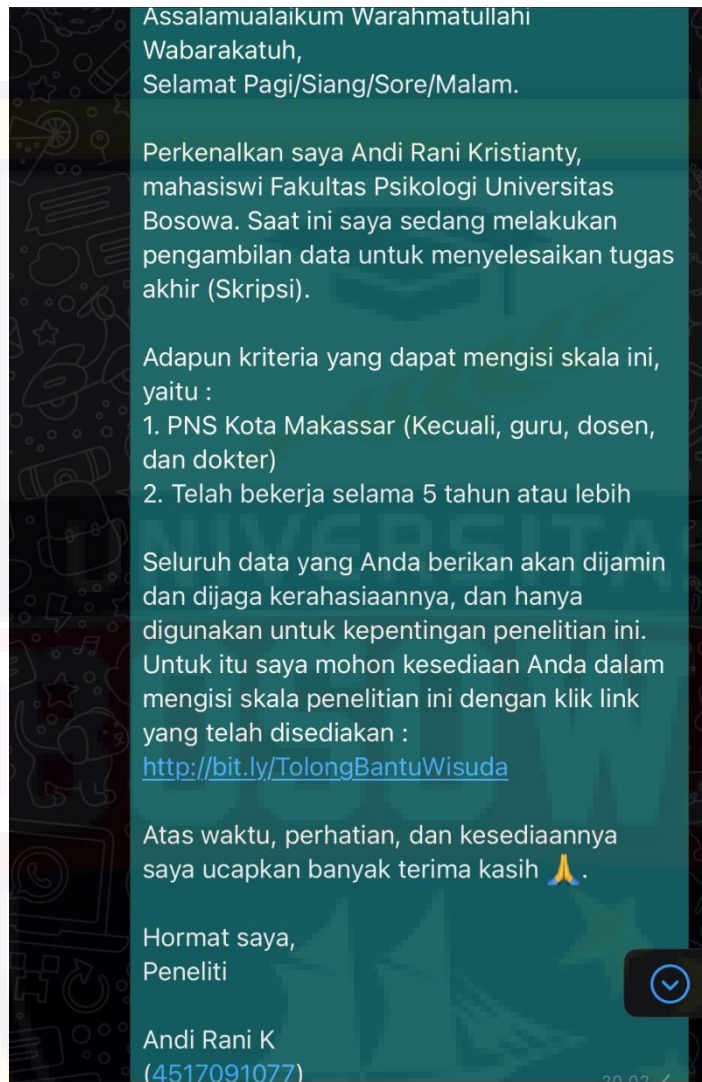 Assalamualaikum Warahmatullahi
Wabarakatuh,
Selamat Pagi/Siang/Sore/Malam.
Perkenalkan saya Andi Rani Kristianty,
mahasiswi Fakultas Psikologi Universitas
Bosowa. Saat ini saya sedang melakukan
pengambilan data untuk menyelesaikan tugas
akhir (Skripsi).
Adapun kriteria yang dapat mengisi skala ini,
yaitu :
1. PNS Kota Makassar (Kecuali, guru, dosen,
dan dokter)
2. Telah bekerja selama 5 tahun atau lebih
Seluruh data yang Anda berikan akan dijamin
dan dijaga kerahasiaannya, dan hanya
digunakan untuk kepentingan penelitian ini.
Untuk itu saya mohon kesediaan Anda dalam
mengisi skala penelitian ini dengan klik link
yang telah disediakan :
http://bit.ly/TolongBantuWisuda
Atas waktu, perhatian, dan kesediaannya
saya ucapkan banyak terima kasih 🙏.
Hormat saya,
Peneliti
Andi Rani K
(4517091077)